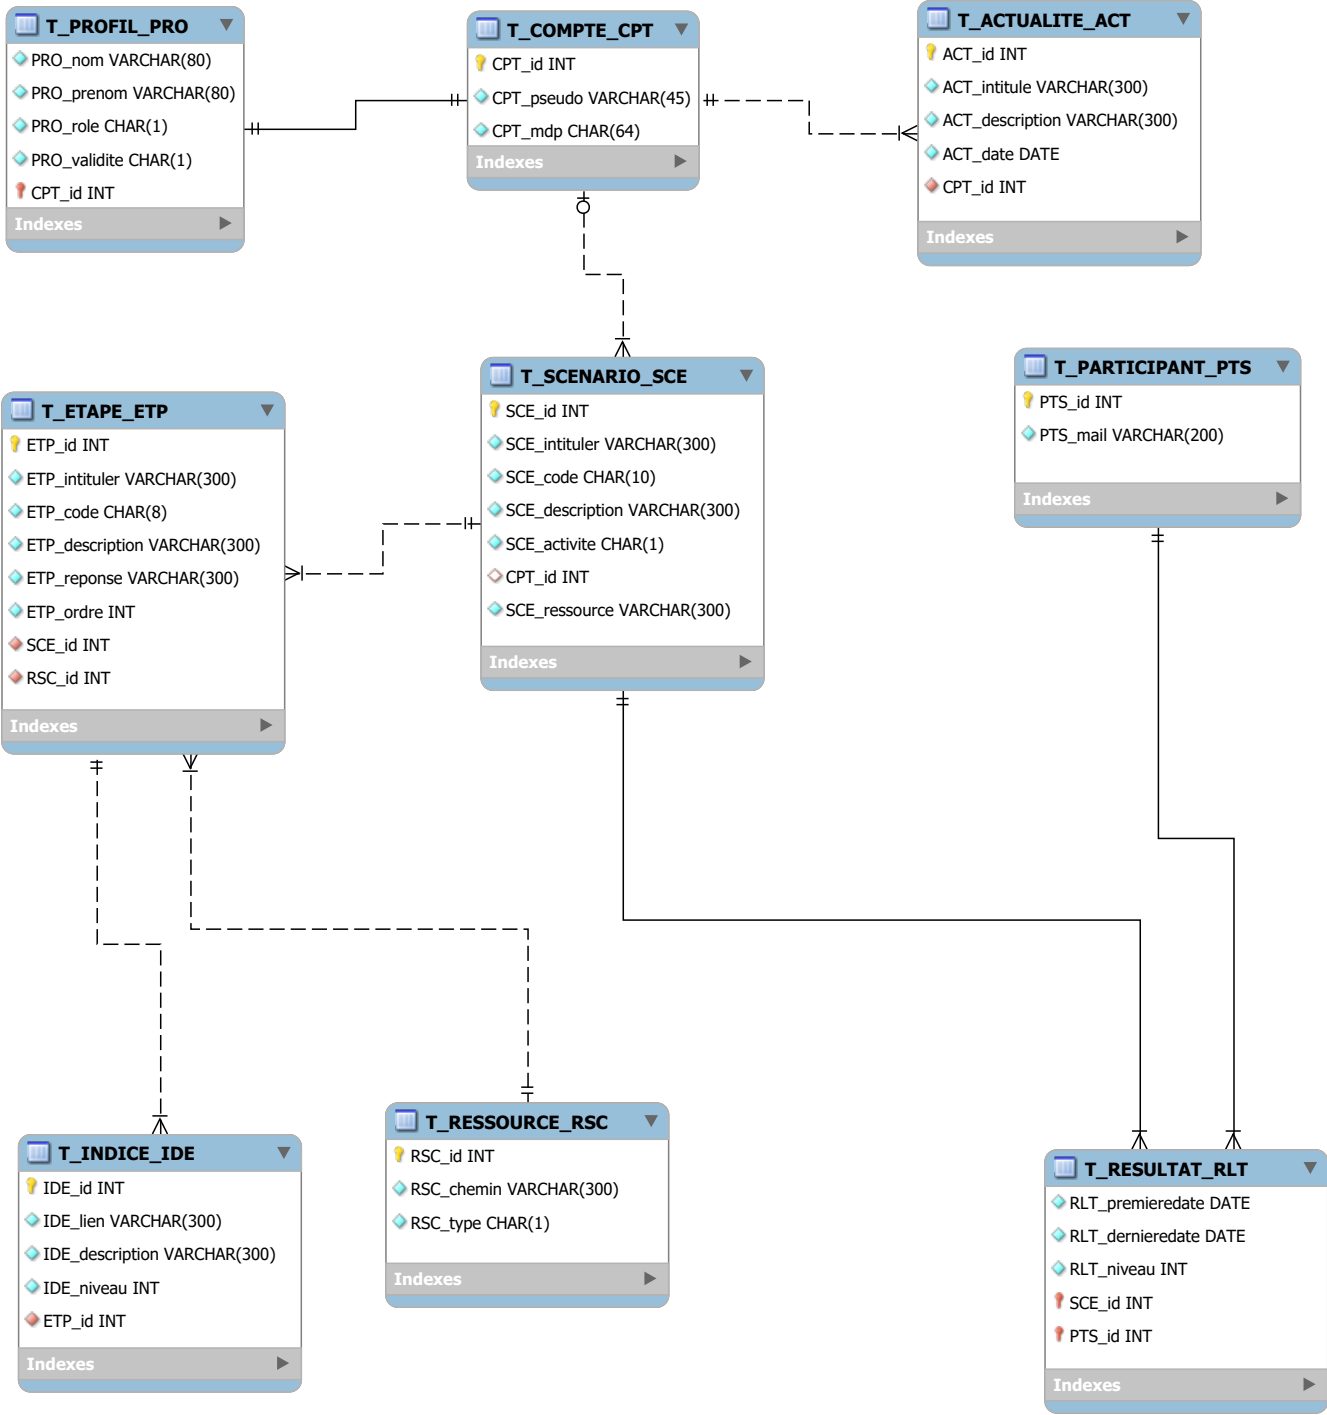 T_PROFIL_PRO
PRO_nom VARCHAR(80)
PRO_prenom VARCHAR(80)
PRO_role CHAR(1)
PRO_validite CHAR(1)
CPT_id INT
Indexes
T_COMPTE_CPT
CPT_id INT
CPT_pseudo VARCHAR(45)
CPT_mdp CHAR(64)
Indexes
T_ACTUALITE_ACT
ACT_id INT
ACT_intitule VARCHAR(300)
ACT_description VARCHAR(300)
ACT_date DATE
CPT_id INT
Indexes
T_ETAPE_ETP
ETP_id INT
ETP_intituler VARCHAR(300)
ETP_code CHAR(8)
ETP_description VARCHAR(300)
ETP_reponse VARCHAR(300)
ETP_ordre INT
SCE_id INT
RSC_id INT
Indexes
T_SCENARIO_SCE
SCE_id INT
SCE_intituler VARCHAR(300)
SCE_code CHAR(10)
SCE_description VARCHAR(300)
SCE_activite CHAR(1)
CPT_id INT
SCE_ressource VARCHAR(300)
Indexes
T_PARTICIPANT_PTS
PTS_id INT
PTS_mail VARCHAR(200)
Indexes
T_INDICE_IDE
IDE_id INT
IDE_lien VARCHAR(300)
IDE_description VARCHAR(300)
IDE_niveau INT
ETP_id INT
Indexes
T_RESSOURCE_RSC
RSC_id INT
RSC_chemin VARCHAR(300)
RSC_type CHAR(1)
Indexes
T_RESULTAT_RLT
RLT_premieredate DATE
RLT_dernieredate DATE
RLT_niveau INT
SCE_id INT
PTS_id INT
Indexes